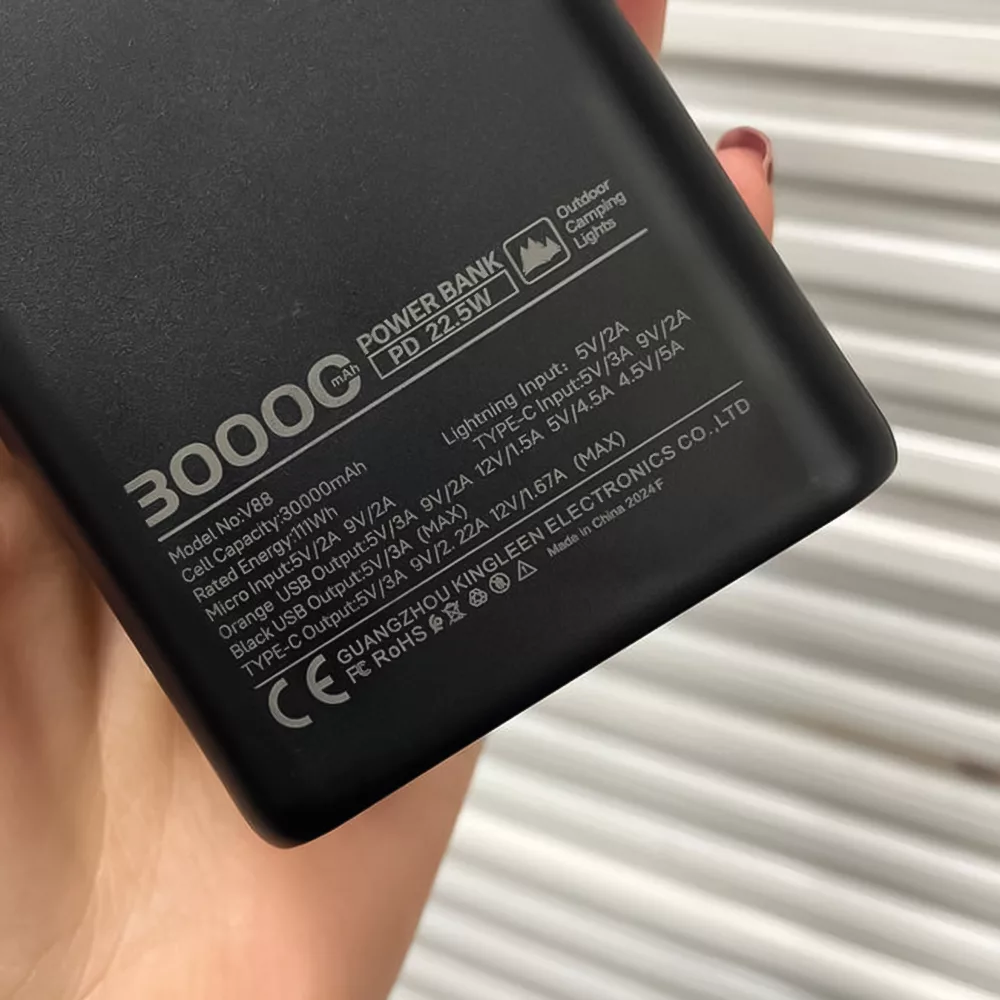 30000 mAh POWER BANK
PD 22.5W
Outdoor
Camping
Lights
Model No:V88
Cell Capacity:30000mAh
Rated Energy:111Wh
Micro Input:5V/2A 9V/2A
Lightning Input: 5V/2A
TYPE-C Input:5V/3A 9V/2A
Orange USB Output:5V/3A 9V/2A 12V/1.5A 5V/4.5A 4.5V/5A
Black USB Output:5V/3A (MAX)
TYPE-C Output:5V/3A 9V/2.22A 12V/1.67A (MAX)
GUANGZHOU KINGLEEN ELECTRONICS CO.,LTD
CE FC RoHS
Made in China 2024F